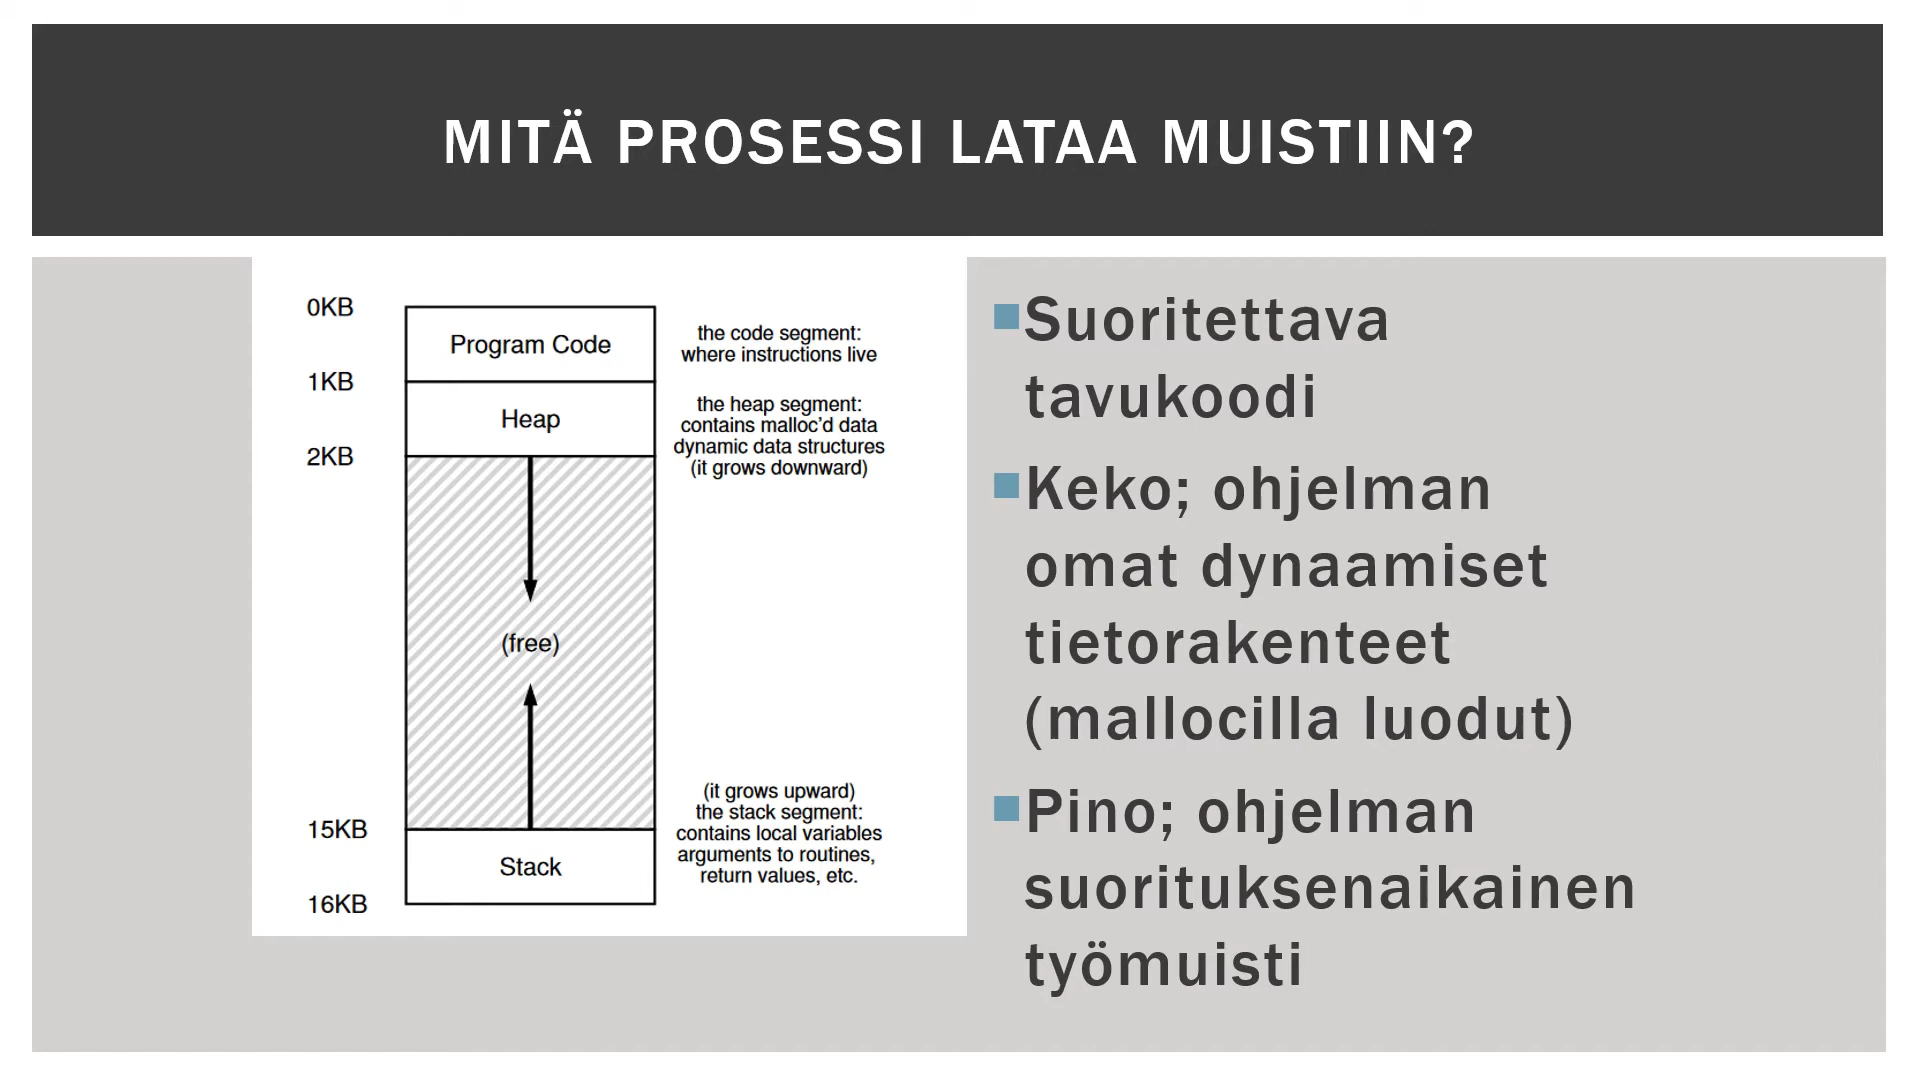 MITÄ PROSESSI LATAA MUISTIIN?
0KB
Program Code
the code segment:
where instructions live
1KB
Heap
the heap segment:
contains malloc'd data
dynamic data structures
(it grows downward)
2KB
(free)
(it grows upward)
the stack segment:
contains local variables
arguments to routines,
return values, etc.
15KB
Stack
16KB
Suoritettava
tavukoodi
Keko; ohjelman
omat dynaamiset
tietorakenteet
(mallocilla luodut)
Pino; ohjelman
suorituksenaikainen
työmuisti